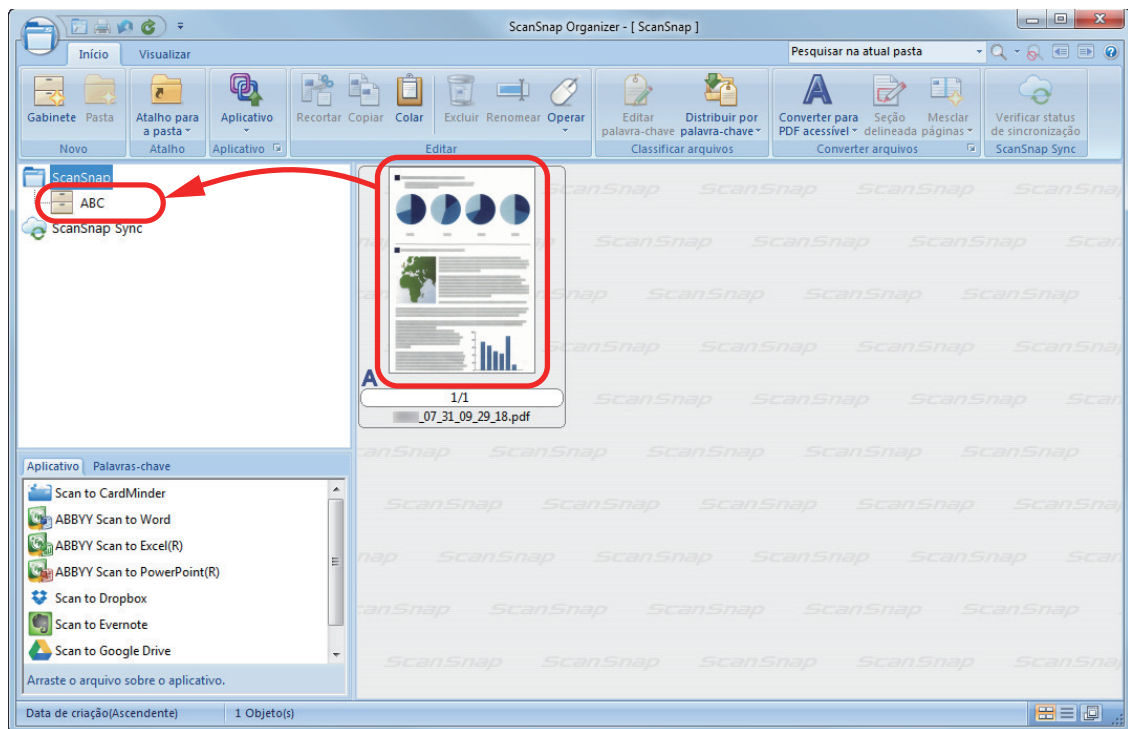 ScanSnap Organizer - [ ScanSnap ]
Início Visualizar Pesquisar na atual pasta
Gabinete Pasta Atalho para a pasta Aplicativo Recortar Copiar Colar Excluir Renomear Operar Editar palavra-chave Distribuir por palavra-chave Converter para PDF acessível Seção delineada Mesclar páginas Verificar status de sincronização
Novo Atalho Aplicativo Editar Classificar arquivos Converter arquivos ScanSnap Sync
ScanSnap
ABC
ScanSnap Sync
A
1/1
_07_31_09_29_18.pdf
Aplicativo Palavras-chave
Scan to CardMinder
ABBYY Scan to Word
ABBYY Scan to Excel(R)
ABBYY Scan to PowerPoint(R)
Scan to Dropbox
Scan to Evernote
Scan to Google Drive
Arraste o arquivo sobre o aplicativo.
Data de criação(Ascendente) 1 Objeto(s)